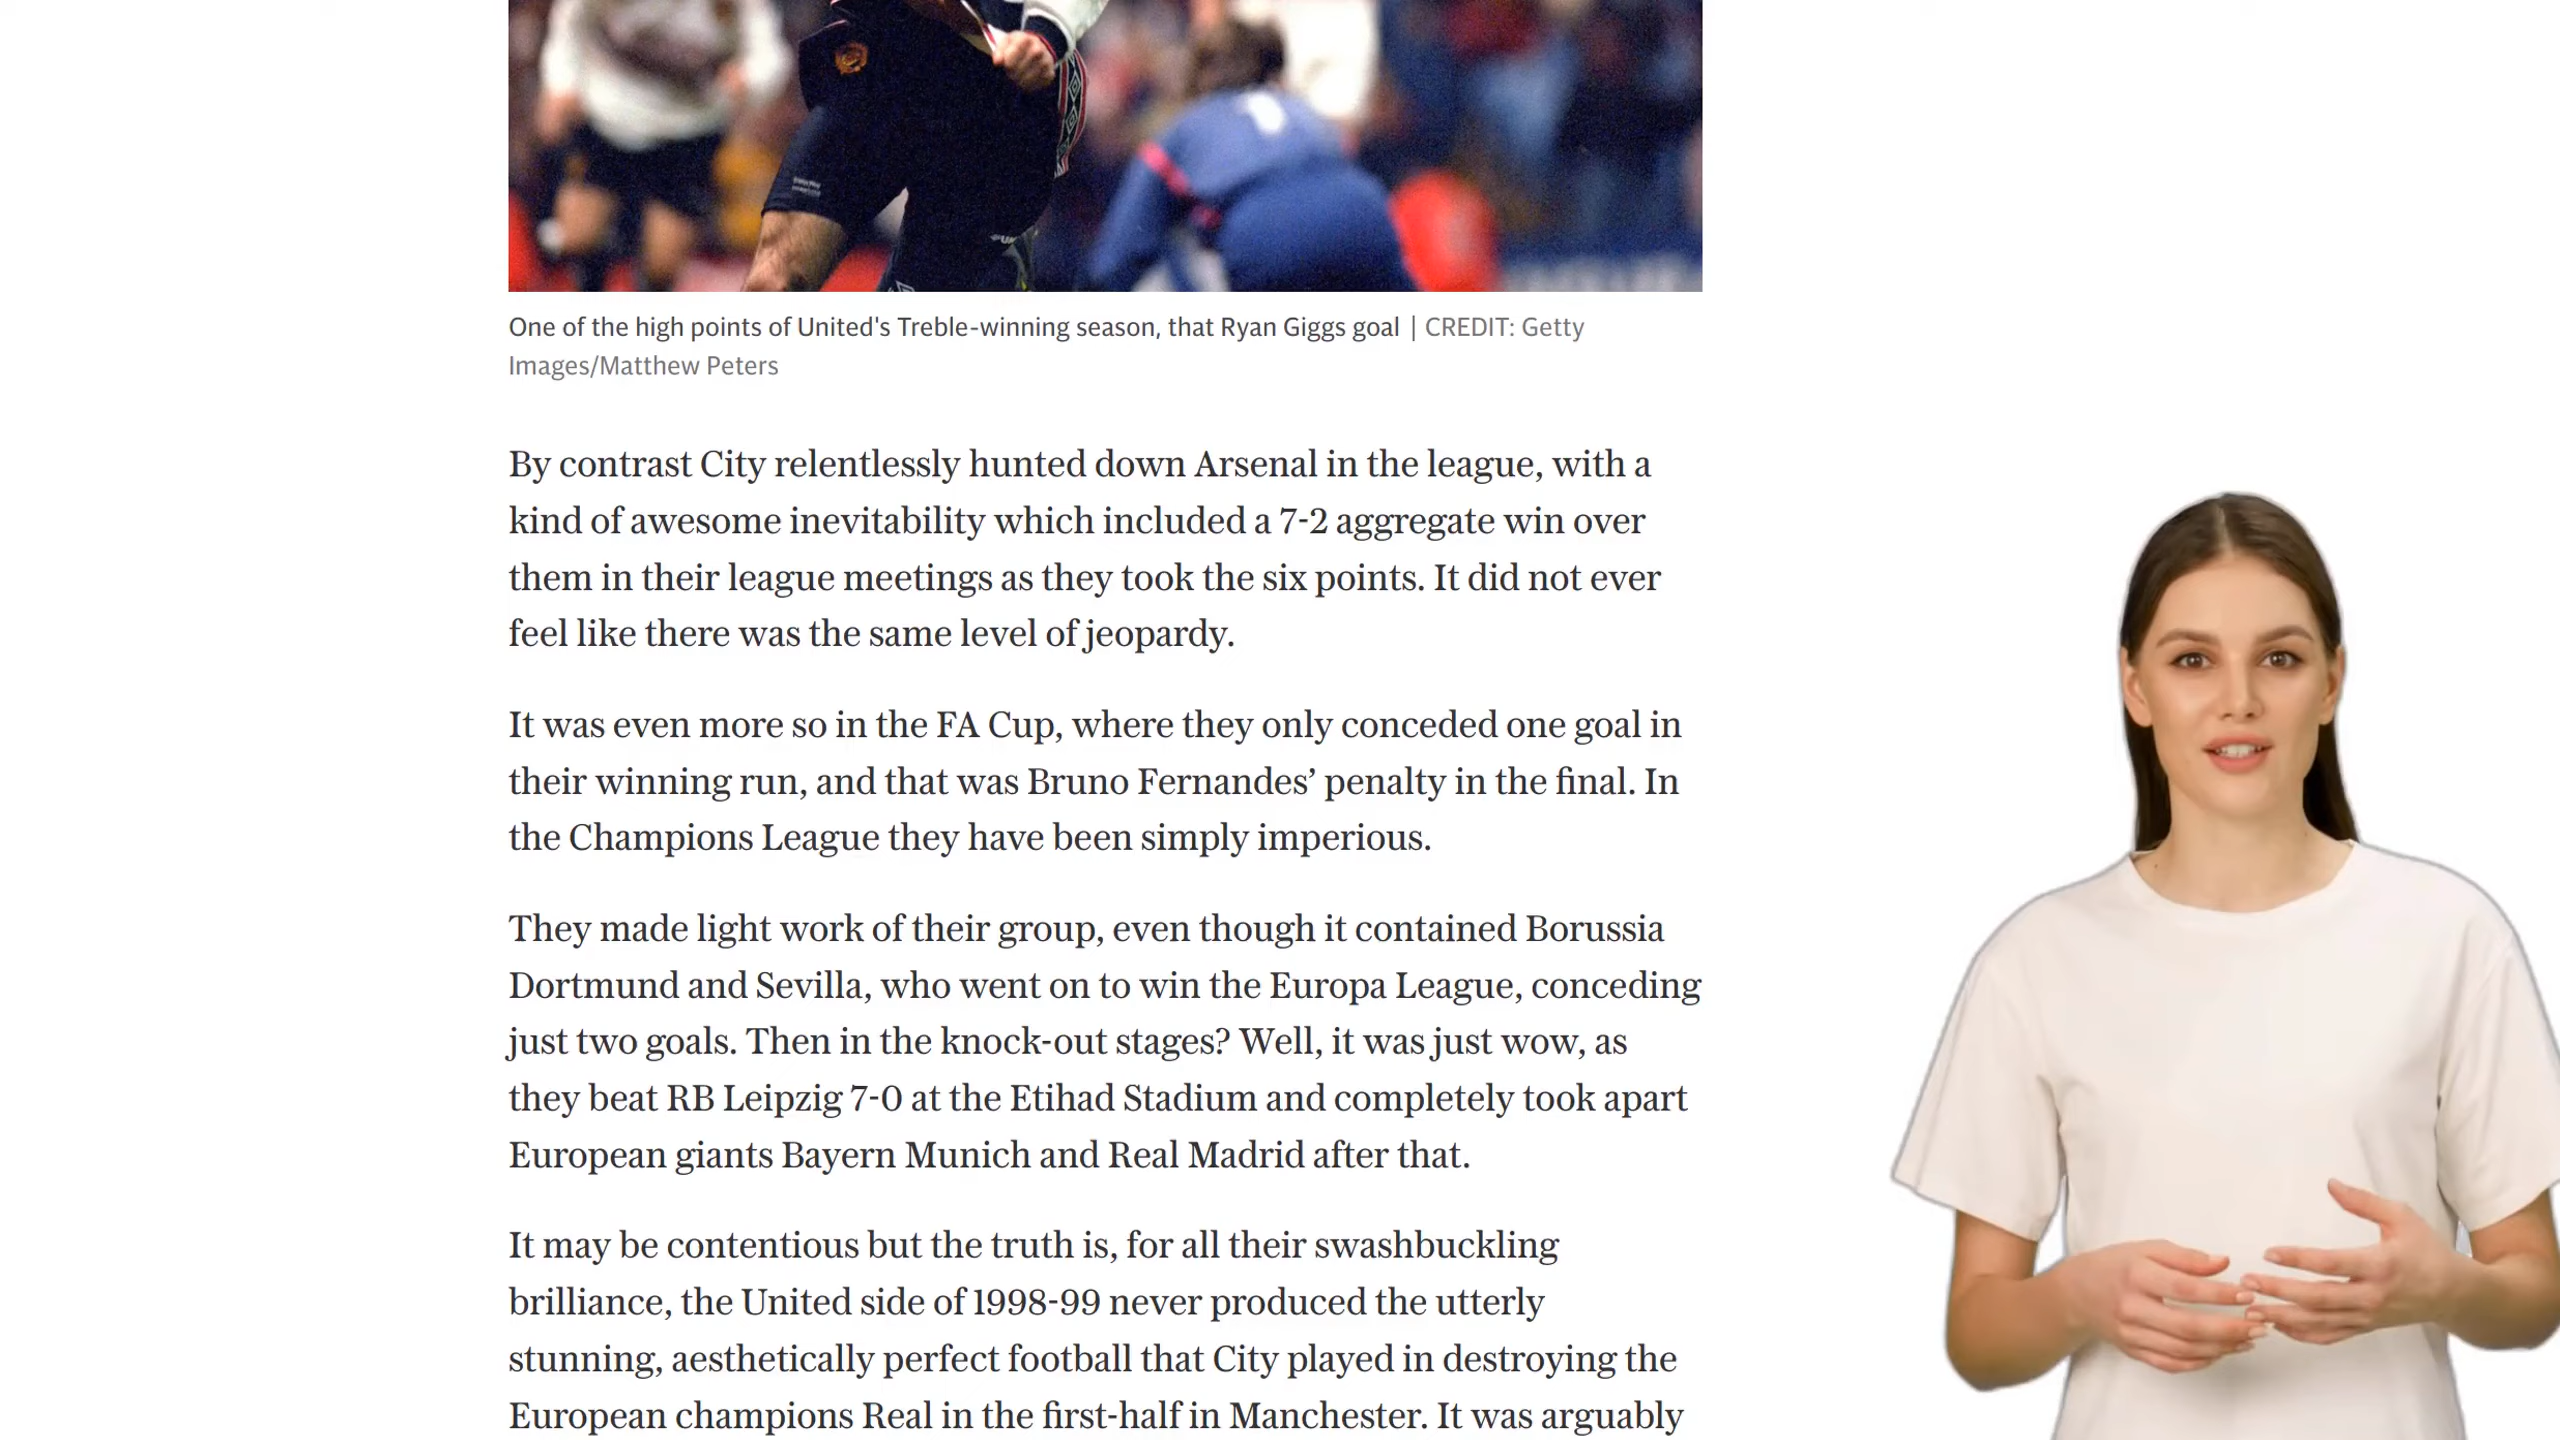 One of the high points of United's Treble-winning season, that Ryan Giggs goal | CREDIT: Getty
Images/Matthew Peters
By contrast City relentlessly hunted down Arsenal in the league, with a
kind of awesome inevitability which included a 7-2 aggregate win over
them in their league meetings as they took the six points. It did not ever
feel like there was the same level of jeopardy.
It was even more so in the FA Cup, where they only conceded one goal in
their winning run, and that was Bruno Fernandes’ penalty in the final. In
the Champions League they have been simply imperious.
They made light work of their group, even though it contained Borussia
Dortmund and Sevilla, who went on to win the Europa League, conceding
just two goals. Then in the knock-out stages? Well, it was just wow, as
they beat RB Leipzig 7-0 at the Etihad Stadium and completely took apart
European giants Bayern Munich and Real Madrid after that.
It may be contentious but the truth is, for all their swashbuckling
brilliance, the United side of 1998-99 never produced the utterly
stunning, aesthetically perfect football that City played in destroying the
European champions Real in the first-half in Manchester. It was arguably